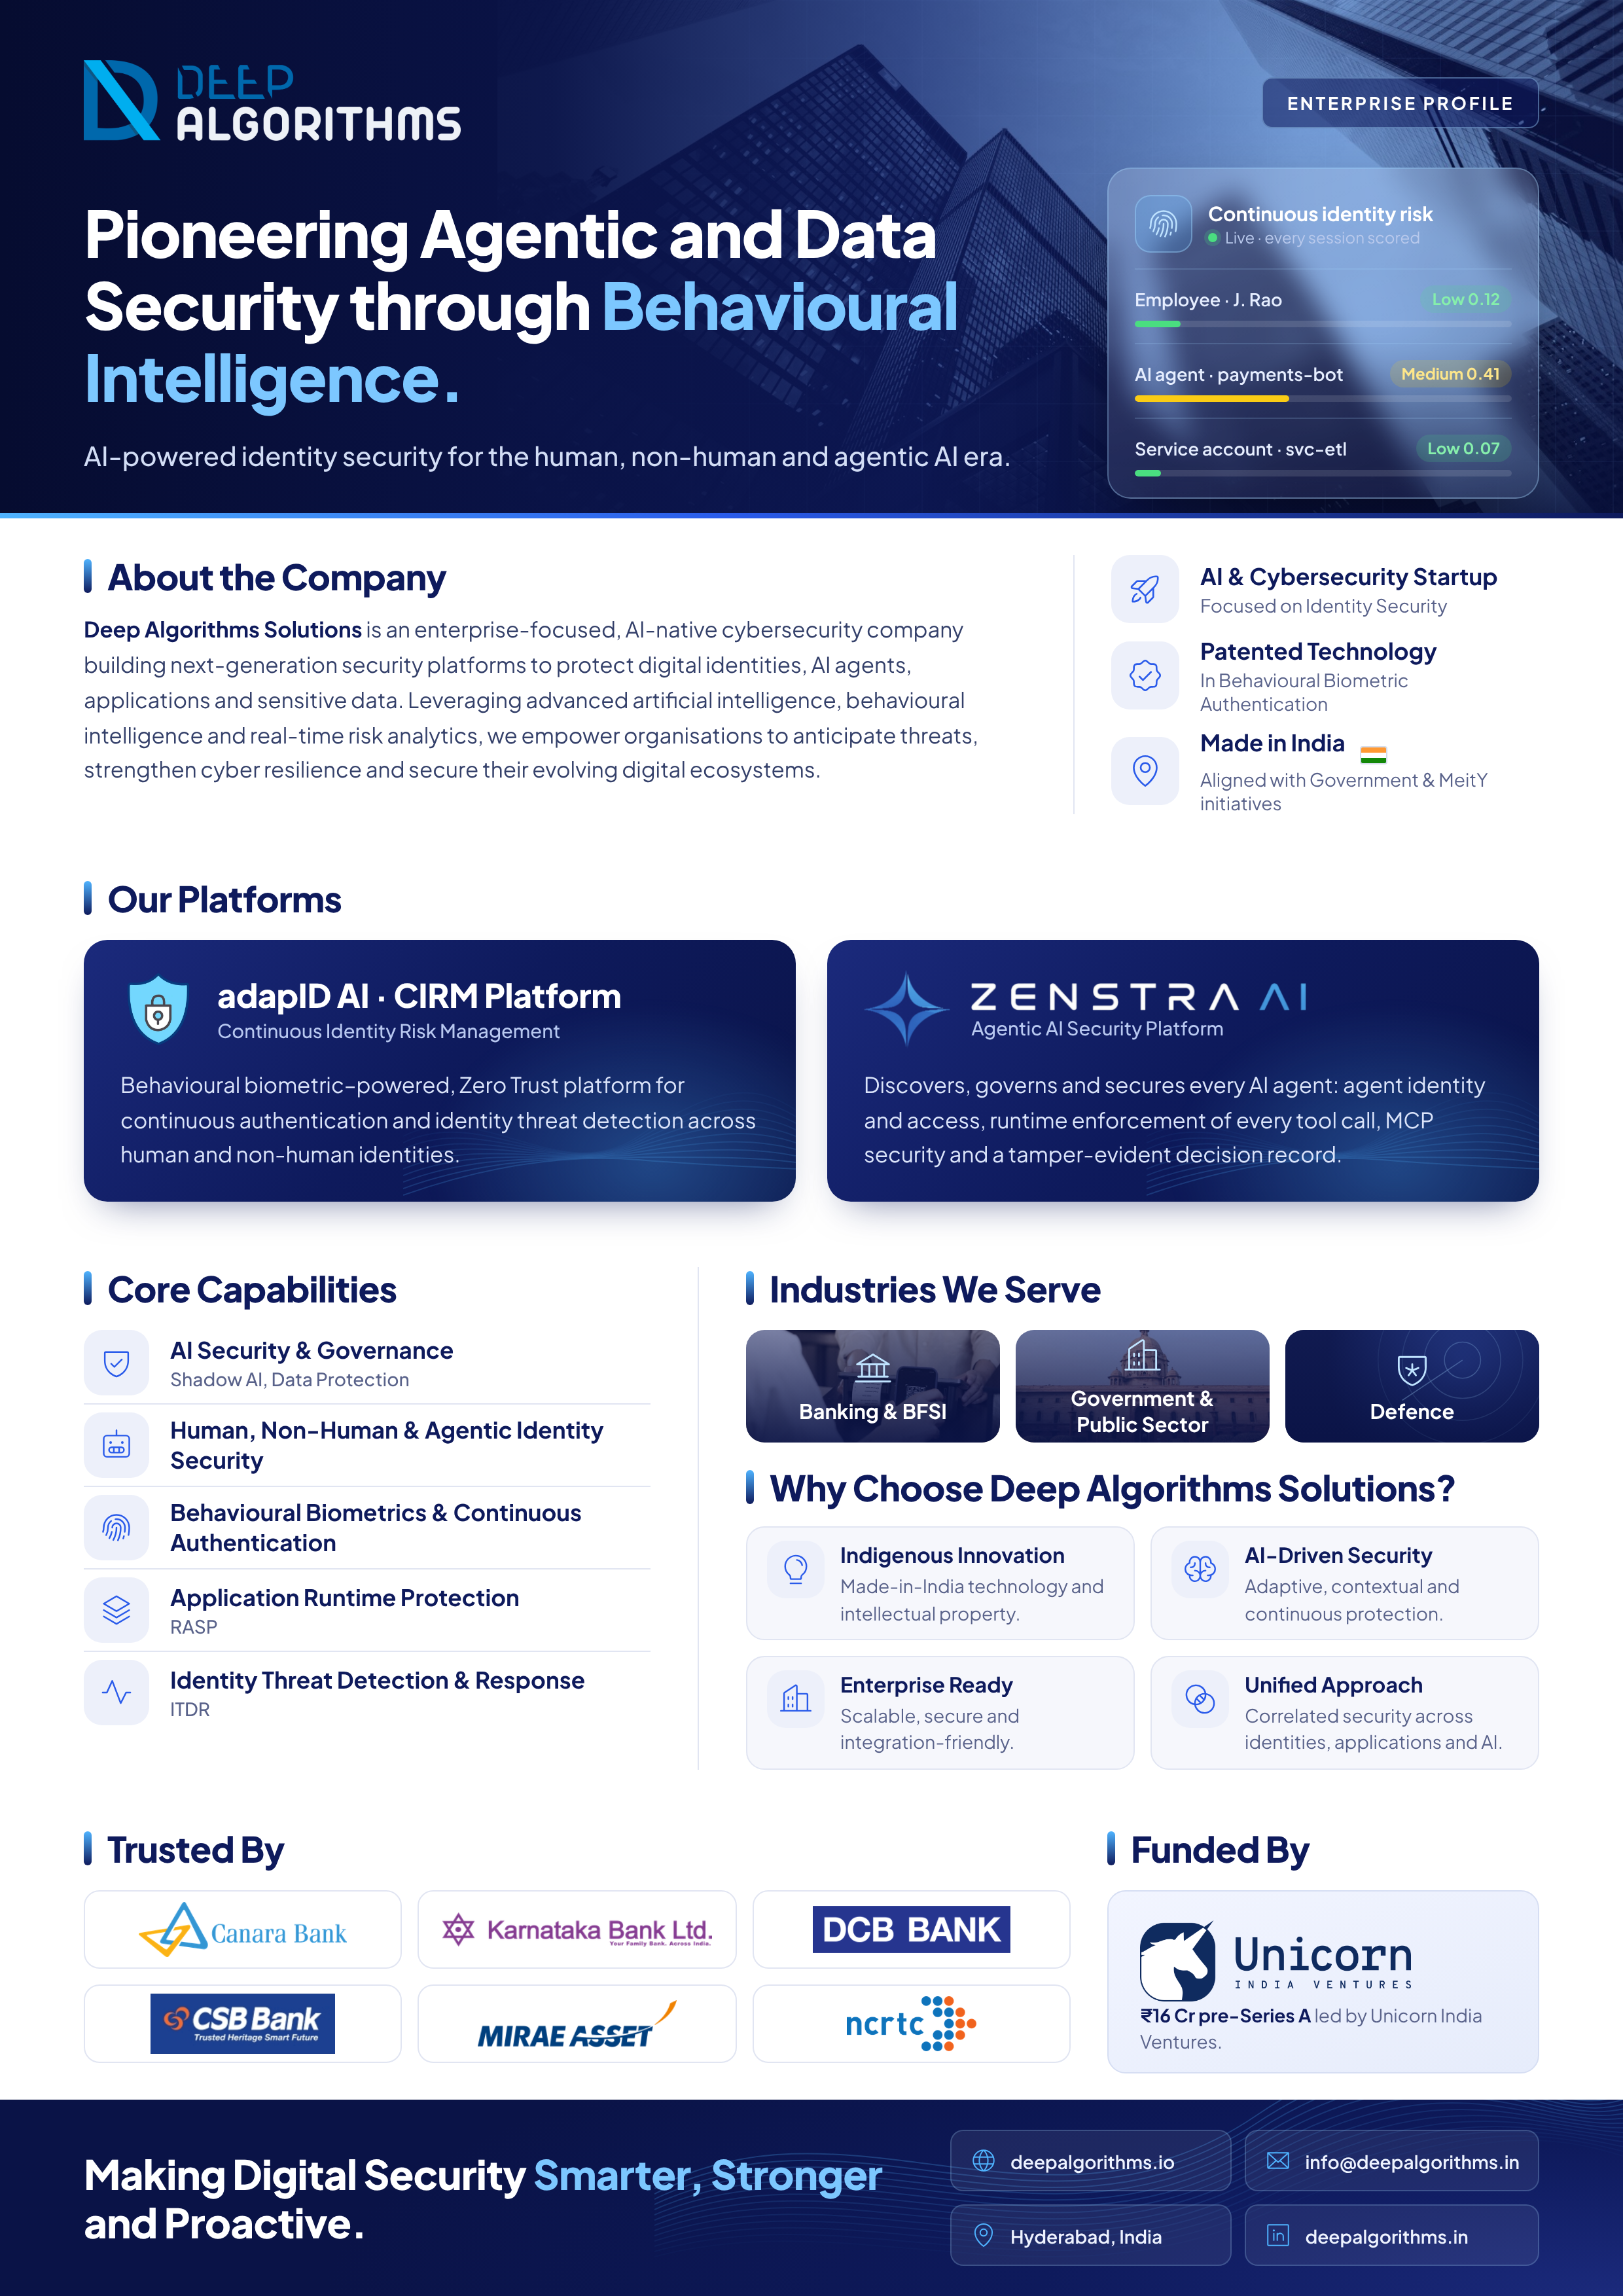 DEEP
ALGORITHMS
ENTERPRISE PROFILE
Pioneering Agentic and Data
Security through Behavioural
Intelligence.
AI-powered identity security for the human, non-human and agentic AI era.
Continuous identity risk
Live · every session scored
Employee · J. Rao
Low 0.12
AI agent · payments-bot
Medium 0.41
Service account · svc-etl
Low 0.07
About the Company
Deep Algorithms Solutions is an enterprise-focused, AI-native cybersecurity company
building next-generation security platforms to protect digital identities, AI agents,
applications and sensitive data. Leveraging advanced artificial intelligence, behavioural
intelligence and real-time risk analytics, we empower organisations to anticipate threats,
strengthen cyber resilience and secure their evolving digital ecosystems.
AI & Cybersecurity Startup
Focused on Identity Security
Patented Technology
In Behavioural Biometric
Authentication
Made in India
Aligned with Government & MeitY
initiatives
Our Platforms
adapID AI · CIRM Platform
Continuous Identity Risk Management
Behavioural biometric-powered, Zero Trust platform for
continuous authentication and identity threat detection across
human and non-human identities.
ZENSTRA AI
Agentic AI Security Platform
Discovers, governs and secures every AI agent: agent identity
and access, runtime enforcement of every tool call, MCP
security and a tamper-evident decision record.
Core Capabilities
AI Security & Governance
Shadow AI, Data Protection
Human, Non-Human & Agentic Identity
Security
Behavioural Biometrics & Continuous
Authentication
Application Runtime Protection
RASP
Identity Threat Detection & Response
ITDR
Industries We Serve
Banking & BFSI
Government &
Public Sector
Defence
Why Choose Deep Algorithms Solutions?
Indigenous Innovation
Made-in-India technology and
intellectual property.
AI-Driven Security
Adaptive, contextual and
continuous protection.
Enterprise Ready
Scalable, secure and
integration-friendly.
Unified Approach
Correlated security across
identities, applications and AI.
Trusted By
Canara Bank
Karnataka Bank Ltd.
Your Family Bank. Across India.
DCB BANK
CSB Bank
Trusted Heritage Smart Future
MIRAE ASSET
ncrtc
Funded By
Unicorn
INDIA VENTURES
₹16 Cr pre-Series A led by Unicorn India
Ventures.
Making Digital Security Smarter, Stronger
and Proactive.
deepalgorithms.io
info@deepalgorithms.in
Hyderabad, India
deepalgorithms.in